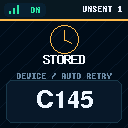 ON UNSENT 1
STORED
DEVICE / AUTO RETRY
C145